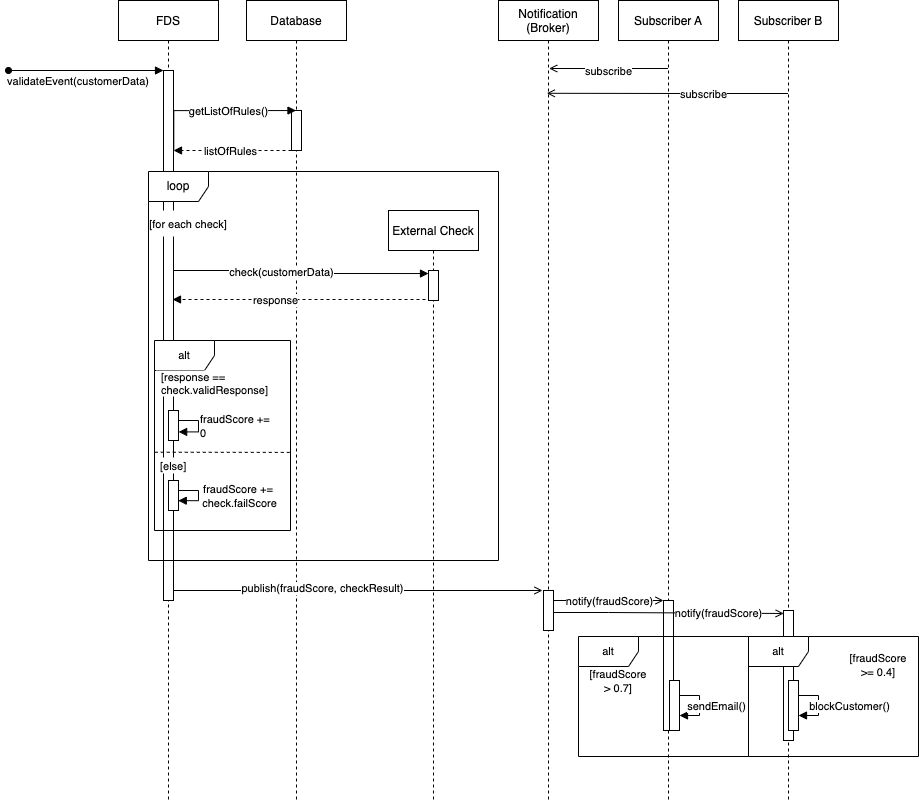 FDS
Database
Notification
(Broker)
Subscriber A
Subscriber B
subscribe
validateEvent(customerData)
subscribe
getListOfRules()
listOfRules
loop
[for each check]
External Check
check(customerData)
response
alt
[response ==
check.validResponse]
fraudScore +=
0
[else]
fraudScore +=
check.failScore
publish(fraudScore, checkResult)
notify(fraudScore)
notify(fraudScore)
alt
[fraudScore
> 0.7]
sendEmail()
alt
[fraudScore
>= 0.4]
blockCustomer()